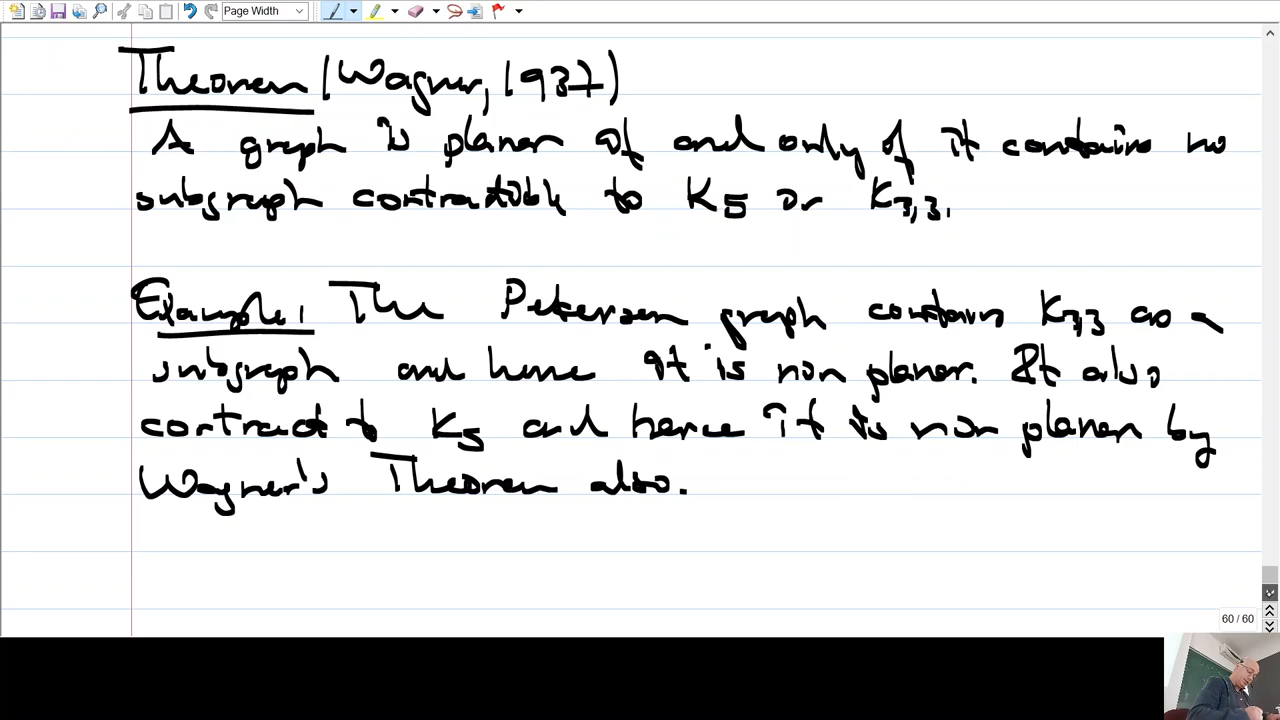 Page Width
Theorem (Wagner, 1937)
A graph is planar if and only if it contains no
subgraph contractible to K5 or K3,3.
Example: The Petersen graph contains K3,3 as a
subgraph and hence it is non planar. It also
contract to K5 and hence it is non planar by
Wagner's Theorem also.
60 / 60